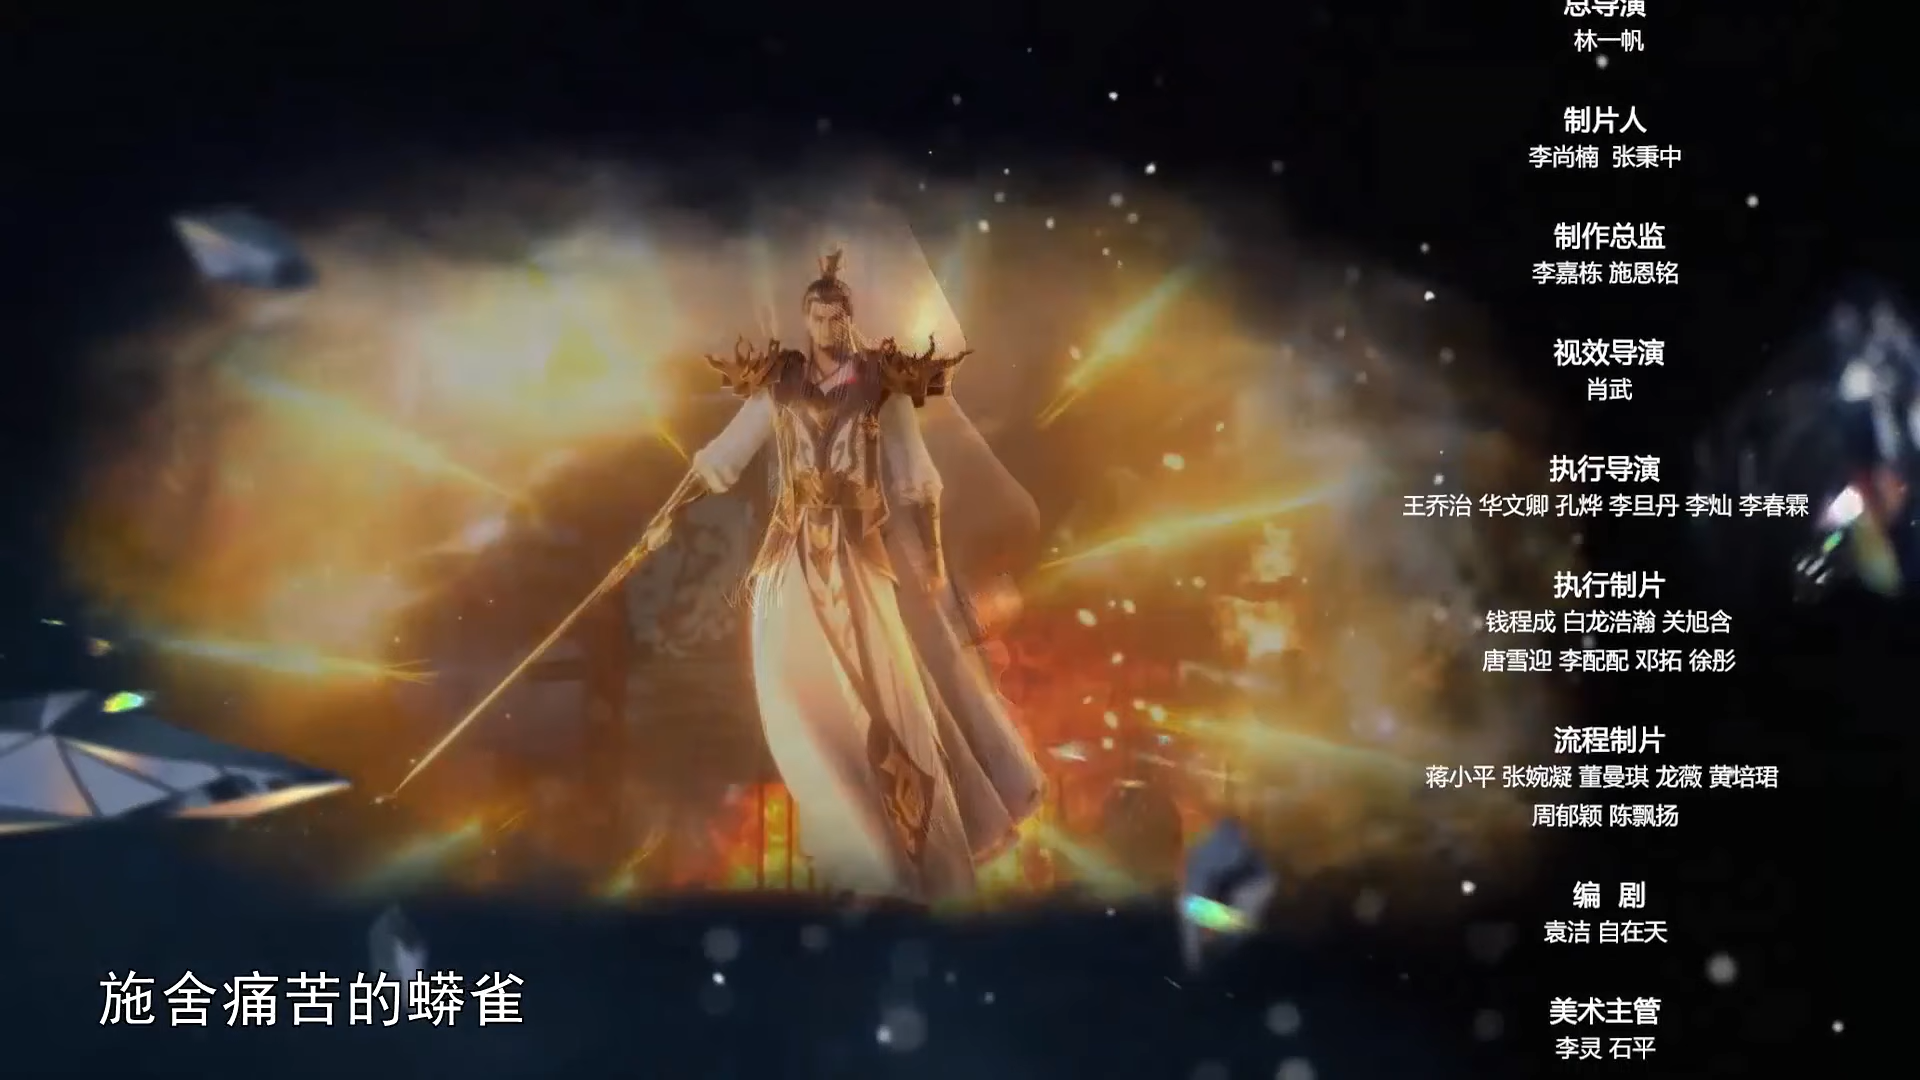 总导演
林一帆
制片人
李尚楠 张秉中
制作总监
李嘉栋 施恩铭
视效导演
肖武
执行导演
王乔治 华文卿 孔烨 李旦丹 李灿 李春霖
执行制片
钱程成 白龙浩瀚 关旭含
唐雪迎 李配配 邓拓 徐彤
流程制片
蒋小平 张婉凝 董曼琪 龙薇 黄培珺
周郁颖 陈飘扬
编 剧
袁洁 自在天
美术主管
李灵 石平
施舍痛苦的蟒雀